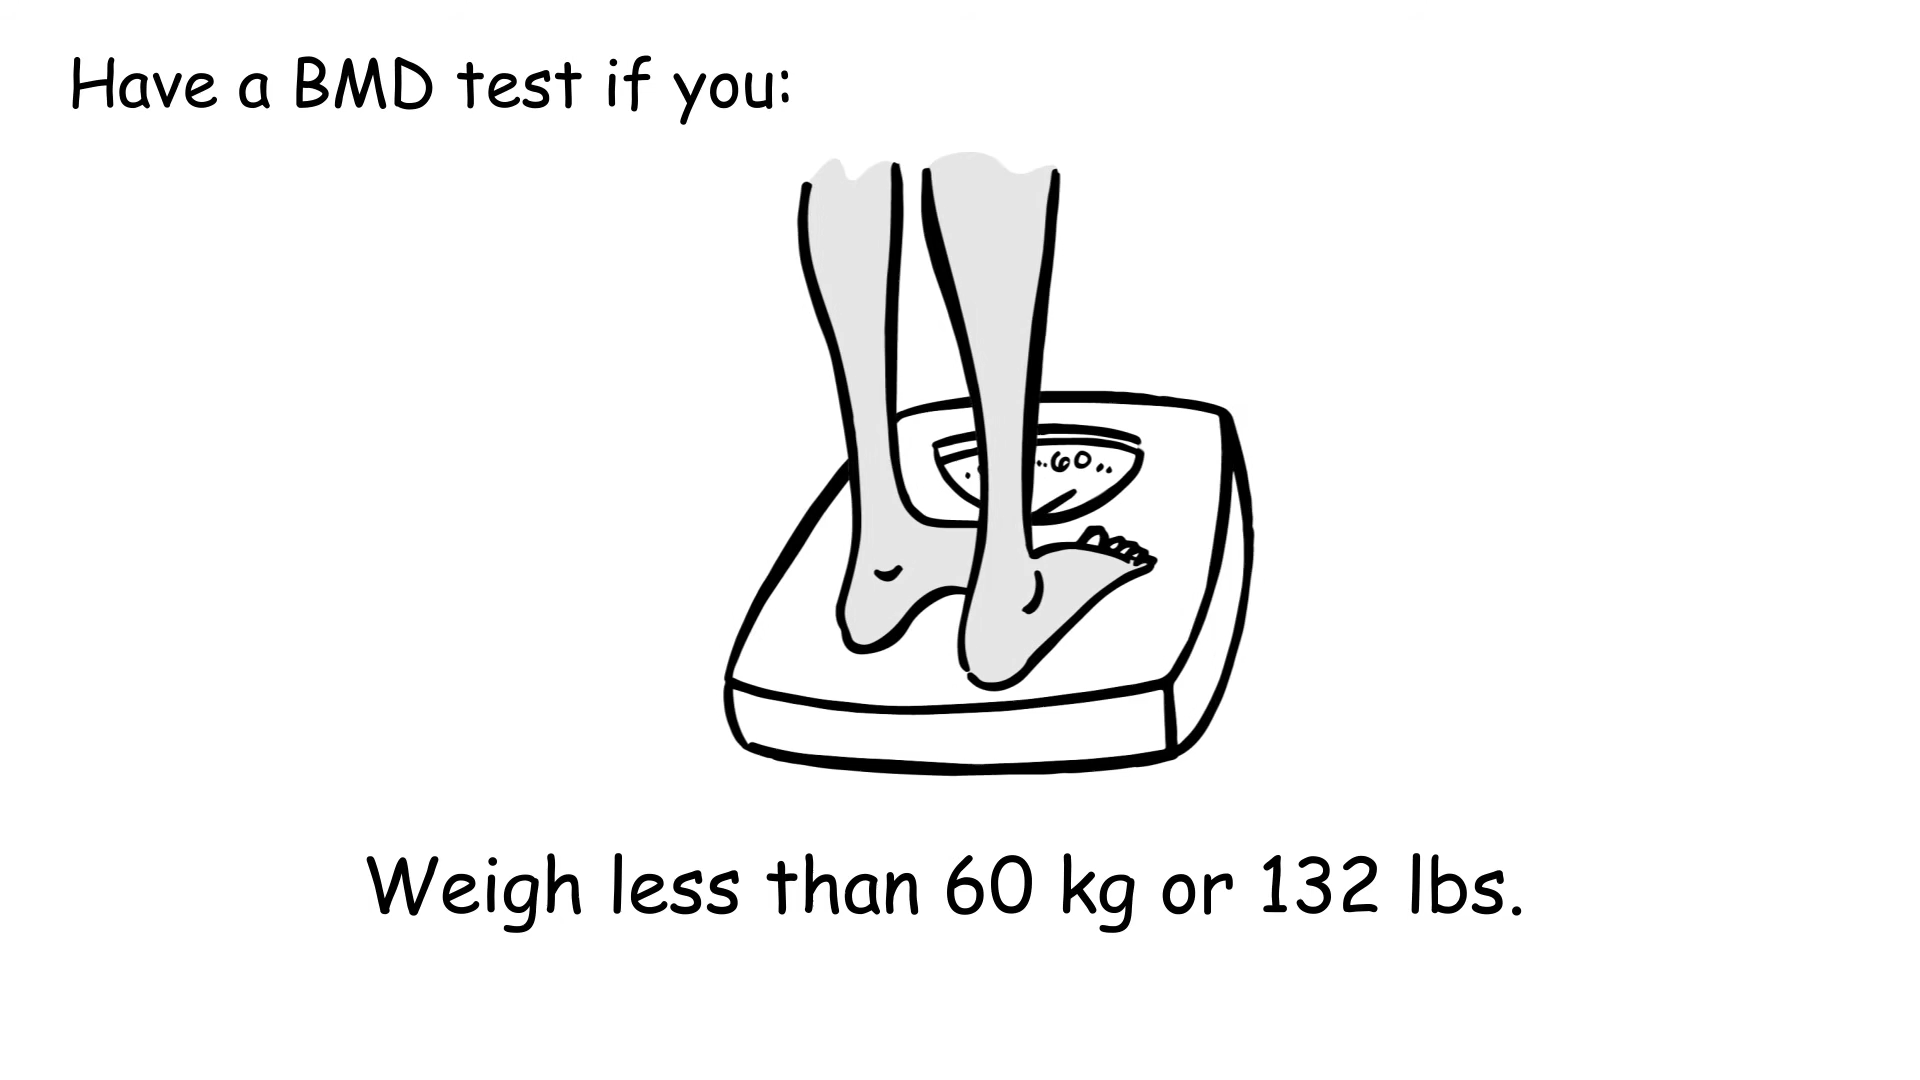 Have a BMD test if you:
..60..
Weigh less than 60 kg or 132 lbs.